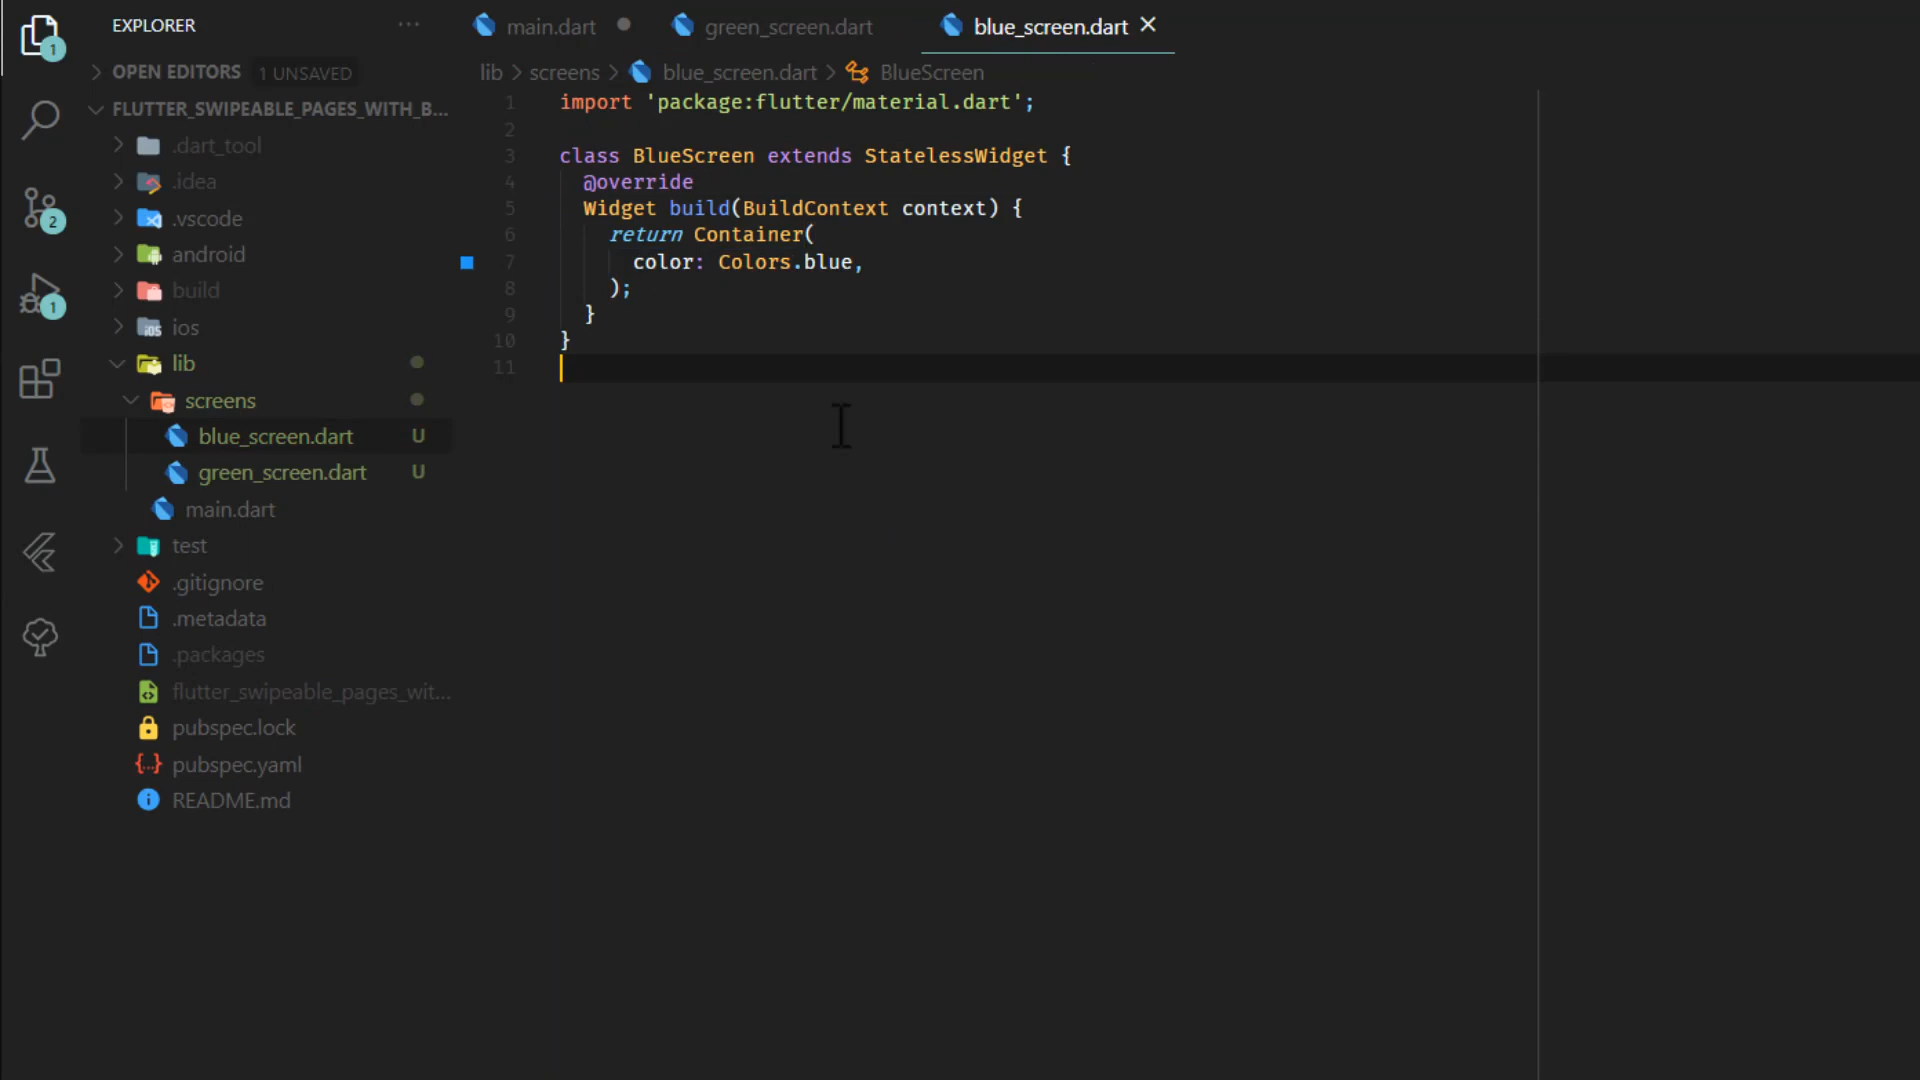 EXPLORER
OPEN EDITORS 1 UNSAVED
FLUTTER_SWIPEABLE_PAGES_WITH_B...
.dart_tool
.idea
.vscode
android
build
ios
lib
screens
blue_screen.dart U
green_screen.dart U
main.dart
test
.gitignore
.metadata
.packages
flutter_swipeable_pages_wit...
pubspec.lock
pubspec.yaml
README.md
1
2
1
main.dart green_screen.dart blue_screen.dart
lib > screens > blue_screen.dart > BlueScreen
1 import 'package:flutter/material.dart';
2
3 class BlueScreen extends StatelessWidget {
4 @override
5 Widget build(BuildContext context) {
6 return Container(
7 color: Colors.blue,
8 );
9 }
10 }
11